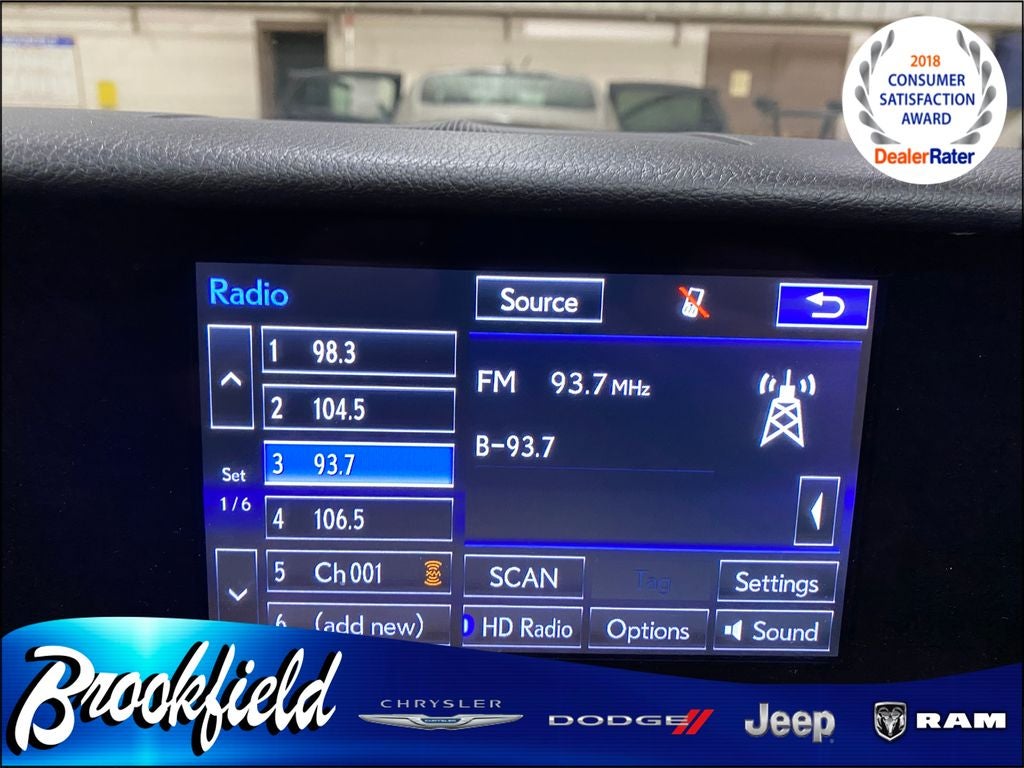 2018
CONSUMER
SATISFACTION
AWARD
DealerRater
Radio
Source
1 98.3
2 104.5
3 93.7
4 106.5
5 Ch 001 XM
6 (add new)
Set
1/6
FM 93.7 MHz
B-93.7
SCAN
Tag
Settings
HD Radio
Options
Sound
Brookfield
CHRYSLER
DODGE
Jeep
RAM